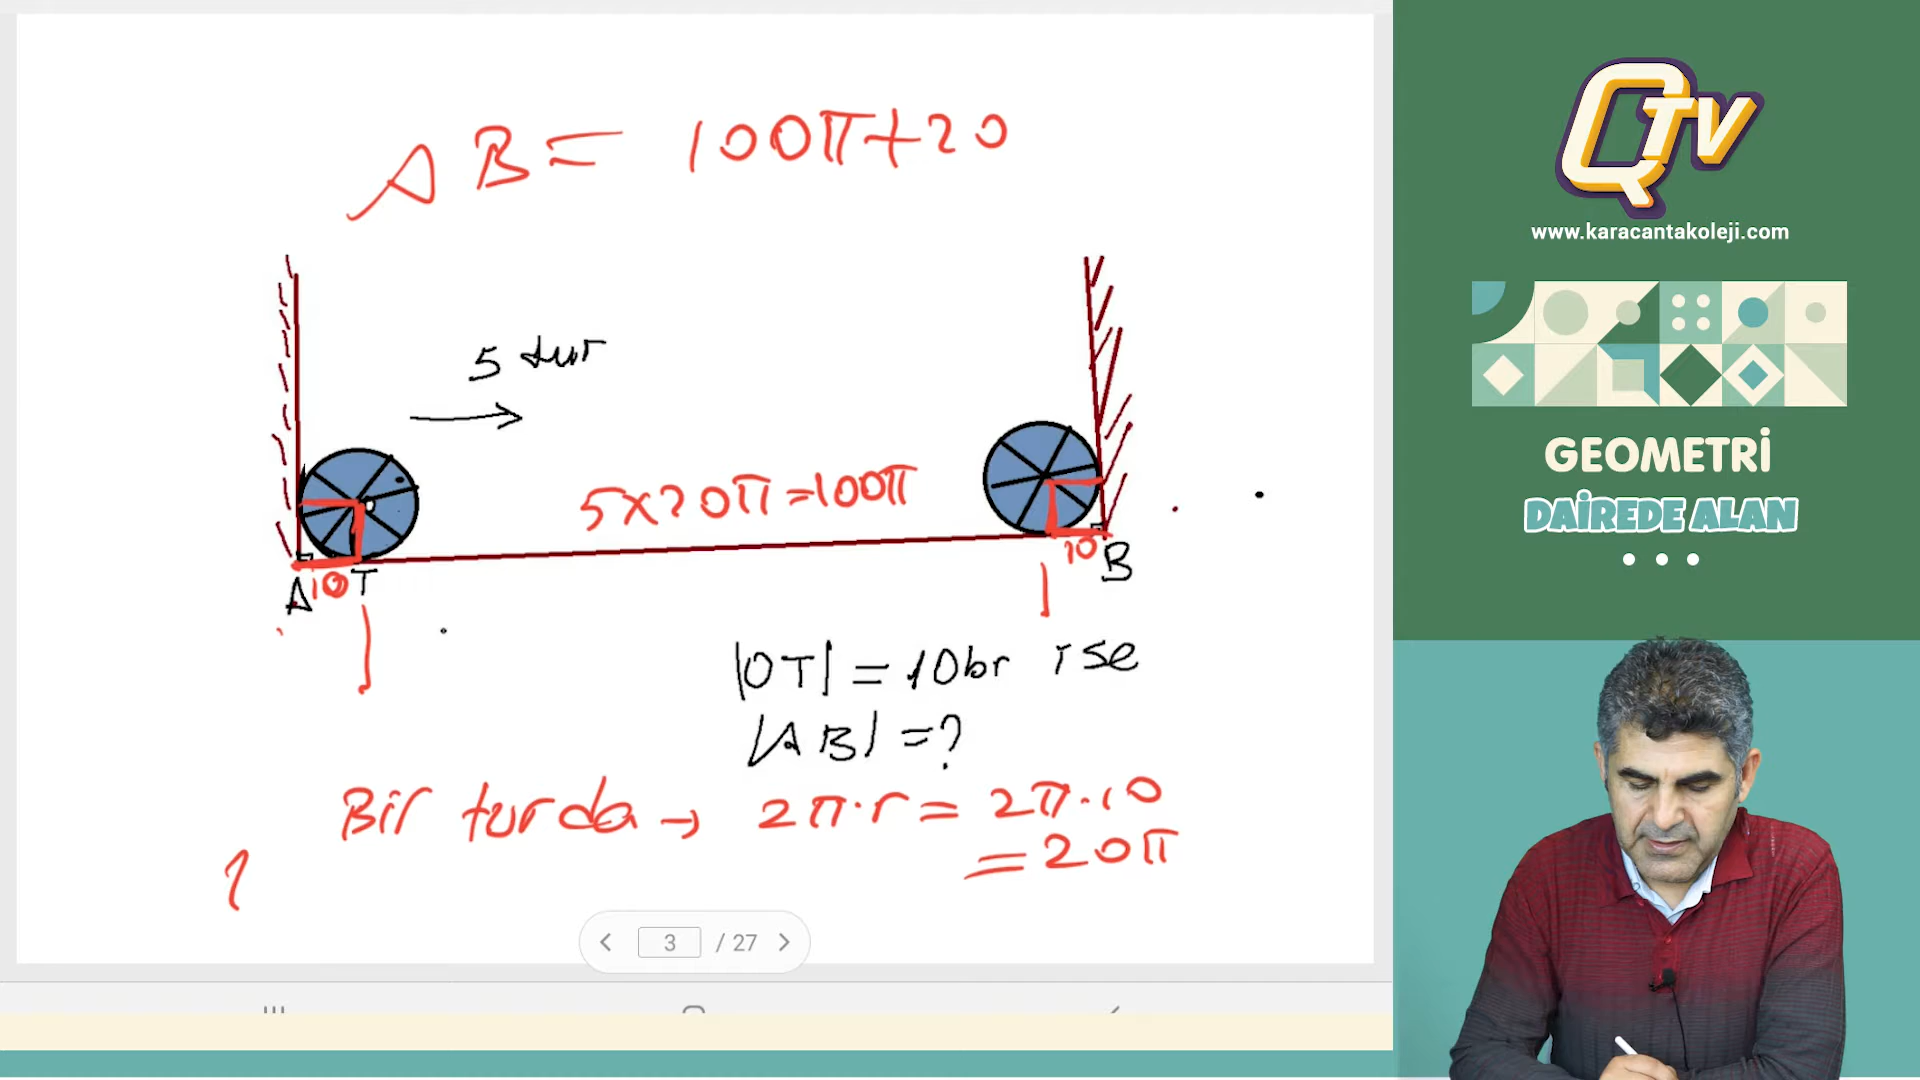 AB = 100π+20
5 tur
5x20π=100π
10
A
T
10
B
|OT| = 10br ise
|AB| = ?
Bir turda → 2π.r = 2π.10
= 20π
3 / 27
QTV
www.karacantakoleji.com
GEOMETRİ
DAİREDE ALAN